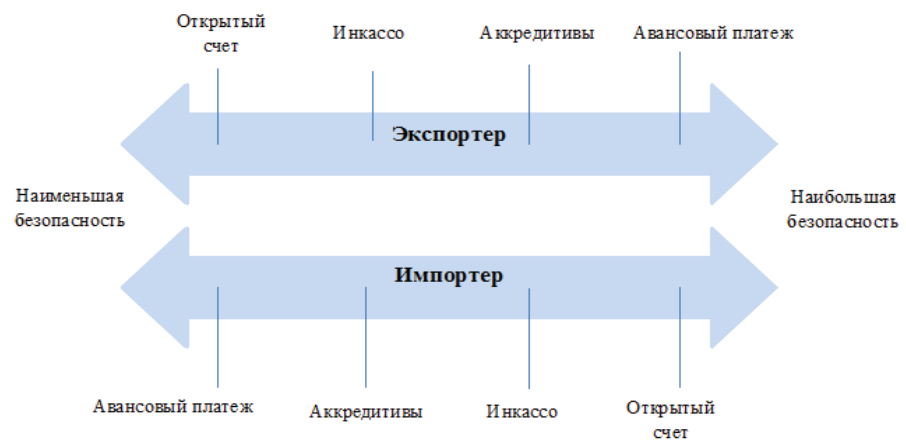 Открытый
счет
Инкассо
Аккредитивы
Авансовый платеж
Экспортер
Наименьшая
безопасность
Наибольшая
безопасность
Импортер
Авансовый платеж
Аккредитивы
Инкассо
Открытый
счет